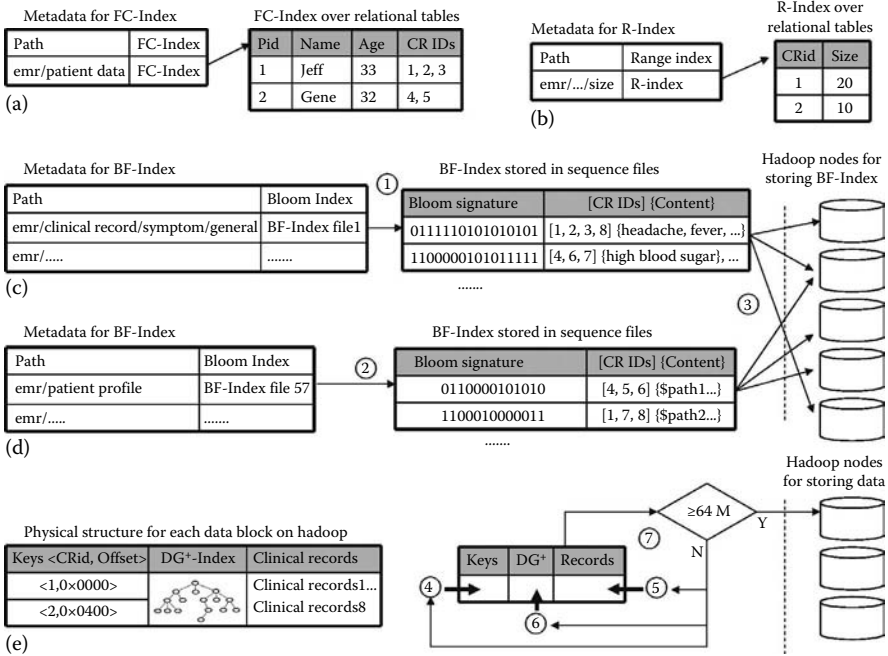 Metadata for FC-Index
Path FC-Index
emr/patient data FC-Index
(a)
FC-Index over relational tables
Pid Name Age CR IDs
1 Jeff 33 1, 2, 3
2 Gene 32 4, 5
Metadata for R-Index
Path Range index
emr/.../size R-index
(b)
R-Index over
relational tables
CRid Size
1 20
2 10
Metadata for BF-Index
Path Bloom Index
emr/clinical record/symptom/general BF-Index file1
emr/..... .......
(c)
1
BF-Index stored in sequence files
Bloom signature [CR IDs] {Content}
0111110101010101 [1, 2, 3, 8] {headache, fever, ...}
1100000101011111 [4, 6, 7] {high blood sugar}, ...
.......
Hadoop nodes for
storing BF-Index
3
Metadata for BF-Index
Path Bloom Index
emr/patient profile BF-Index file 57
emr/..... .......
(d)
2
BF-Index stored in sequence files
Bloom signature [CR IDs] {Content}
0110000101010 [4, 5, 6] {$path1...}
1100010000011 [1, 7, 8] {$path2...}
.......
Physical structure for each data block on hadoop
Keys <CRid, Offset> DG+-Index Clinical records
<1,0×0000> Clinical records1...
<2,0×0400> Clinical records8
(e)
Keys DG+ Records
4
5
6
7
≥64 M
Y
N
Hadoop nodes
for storing data